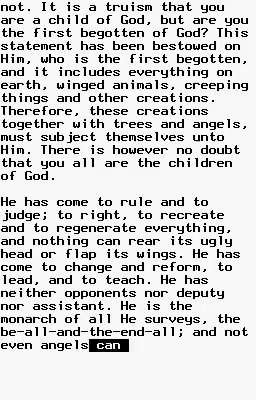 not. It is a truism that you
are a child of God, but are you
the first begotten of God? This
statement has been bestowed on
Him, who is the first begotten,
and it includes everything on
earth, winged animals, creeping
things and other creations.
Therefore, these creations
together with trees and angels,
must subject themselves unto
Him. There is however no doubt
that you all are the children
of God.

He has come to rule and to
judge; to right, to recreate
and to regenerate everything,
and nothing can rear its ugly
head or flap its wings. He has
come to change and reform, to
lead, and to teach. He has
neither opponents nor deputy
nor assistant. He is the
monarch of all He surveys, the
be-all-and-the-end-all; and not
even angels can